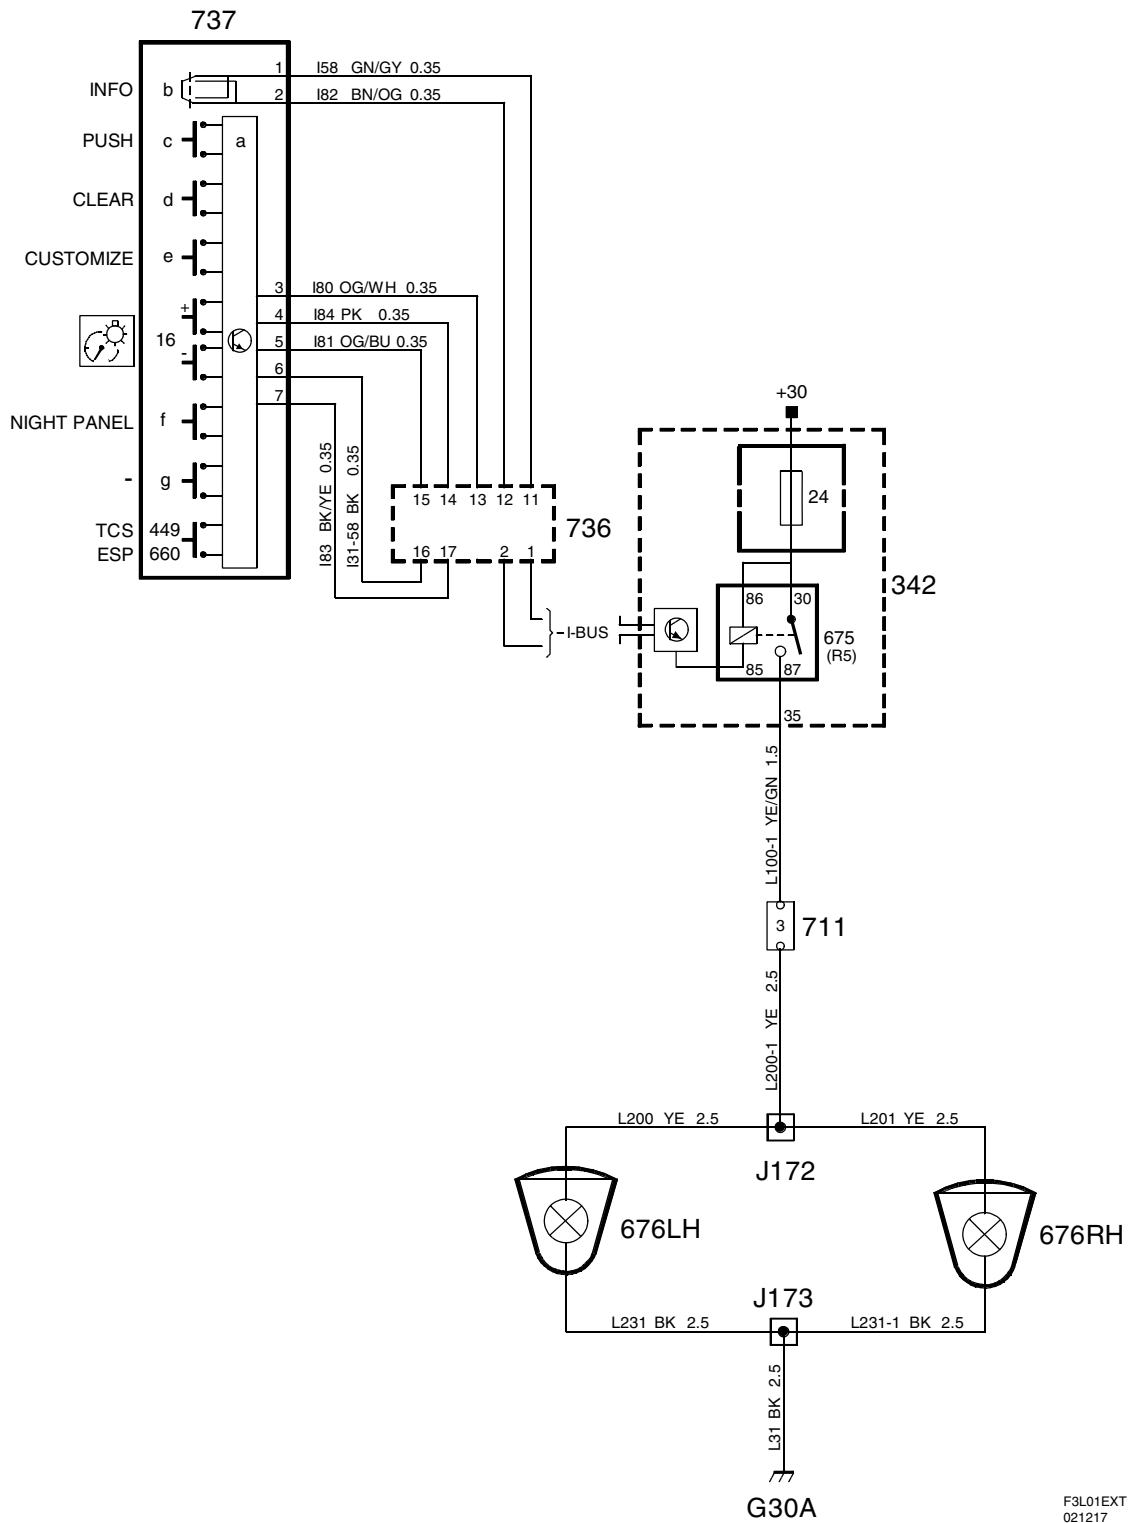 737
1 I58 GN/GY 0.35
INFO b
2 I82 BN/OG 0.35
PUSH c a
CLEAR d
CUSTOMIZE e
3 I80 OG/WH 0.35
+
4 I84 PK 0.35
16
5 I81 OG/BU 0.35
-
6
7
NIGHT PANEL f
- g
TCS 449
ESP 660
I83 BK/YE 0.35
I31-58 BK 0.35
15 14 13 12 11
736
16 17 2 1
I-BUS
+30
24
342
86 30
675
(R5)
85 87
35
L100-1 YE/GN 1.5
3 711
L200-1 YE 2.5
L200 YE 2.5
L201 YE 2.5
J172
676LH
676RH
J173
L231 BK 2.5
L231-1 BK 2.5
L31 BK 2.5
G30A
F3L01EXT
021217